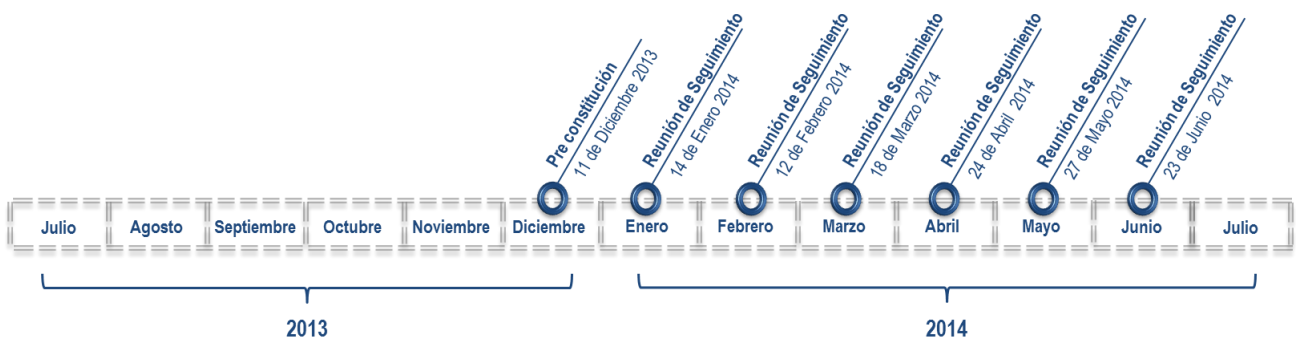 Pre constitución
11 de Diciembre 2013
Reunión de Seguimiento
14 de Enero 2014
Reunión de Seguimiento
12 de Febrero 2014
Reunión de Seguimiento
18 de Marzo 2014
Reunión de Seguimiento
24 de Abril 2014
Reunión de Seguimiento
27 de Mayo 2014
Reunión de Seguimiento
23 de Junio 2014
Julio
Agosto
Septiembre
Octubre
Noviembre
Diciembre
Enero
Febrero
Marzo
Abril
Mayo
Junio
Julio
2013
2014